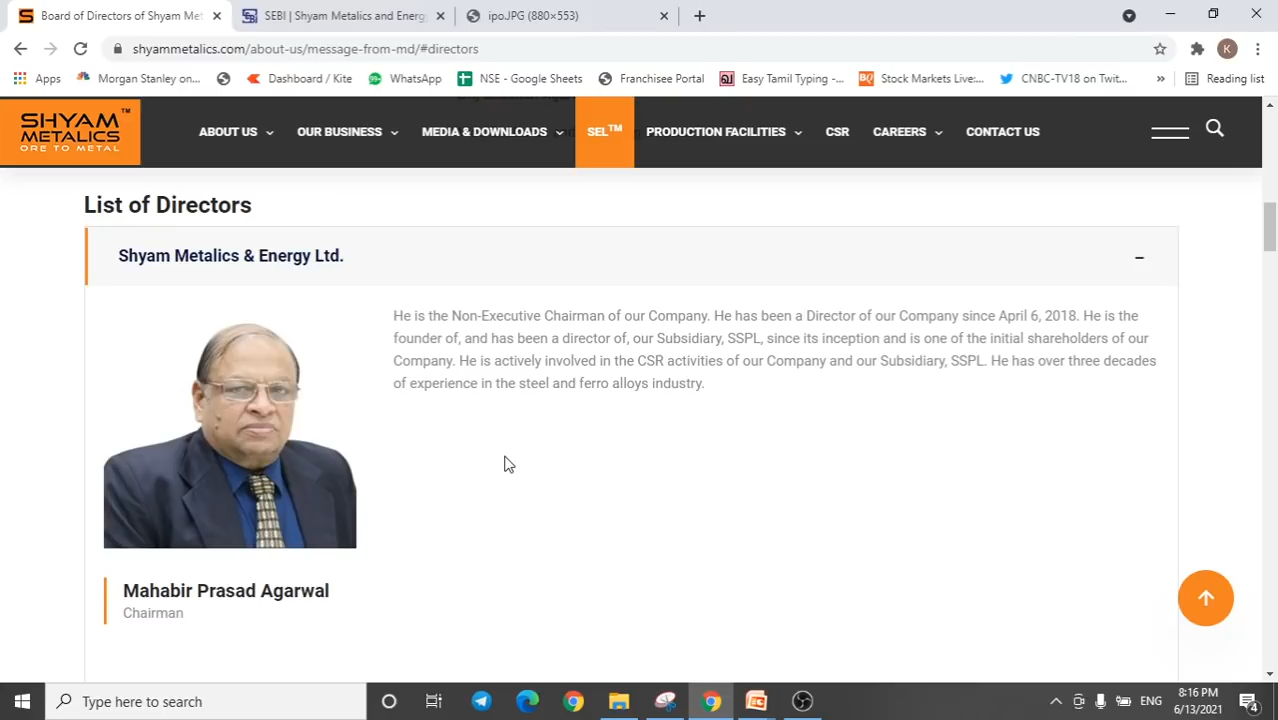 Board of Directors of Shyam Met
SEBI | Shyam Metalics and Energy
ipoJPG (880×553)
shyammetalics.com/about-us/message-from-md/#directors
K
Apps
Morgan Stanley on...
Dashboard / Kite
WhatsApp
NSE - Google Sheets
Franchisee Portal
Easy Tamil Typing -...
Stock Markets Live:...
CNBC-TV18 on Twit...
»
Reading list
SHYAM™
METALICS
ORE TO METAL
ABOUT US
OUR BUSINESS
MEDIA & DOWNLOADS
SEL™
PRODUCTION FACILITIES
CSR
CAREERS
CONTACT US
List of Directors
Shyam Metalics & Energy Ltd.
He is the Non-Executive Chairman of our Company. He has been a Director of our Company since April 6, 2018. He is the
founder of, and has been a director of, our Subsidiary, SSPL, since its inception and is one of the initial shareholders of our
Company. He is actively involved in the CSR activities of our Company and our Subsidiary, SSPL. He has over three decades
of experience in the steel and ferro alloys industry.
Mahabir Prasad Agarwal
Chairman
Type here to search
ENG
8:16 PM
6/13/2021
4